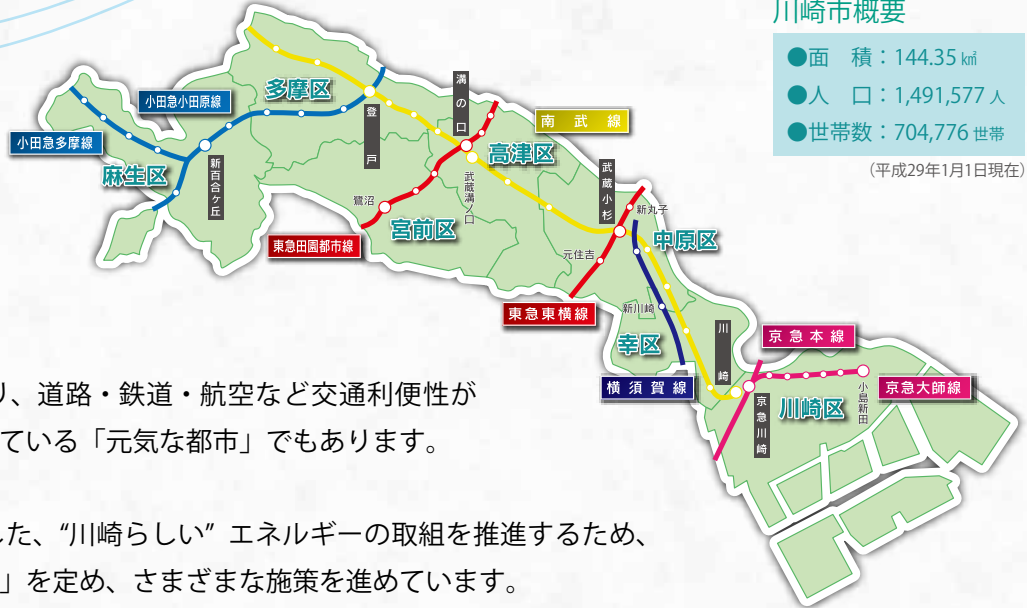 川崎市概要
●面　積：144.35 ㎢
●人　口：1,491,577 人
●世帯数：704,776 世帯
（平成29年1月1日現在）
多摩区
小田急小田原線
小田急多摩線
麻生区
新百合ヶ丘
登戸
溝の口
南武線
高津区
武蔵溝ノ口
鷺沼
宮前区
東急田園都市線
武蔵小杉
新丸子
中原区
元住吉
東急東横線
新川崎
幸区
横須賀線
川崎
京急本線
京急大師線
小島新田
川崎区
京急川崎
り、道路・鉄道・航空など交通利便性が
ている「元気な都市」でもあります。
した、“川崎らしい” エネルギーの取組を推進するため、
」を定め、さまざまな施策を進めています。